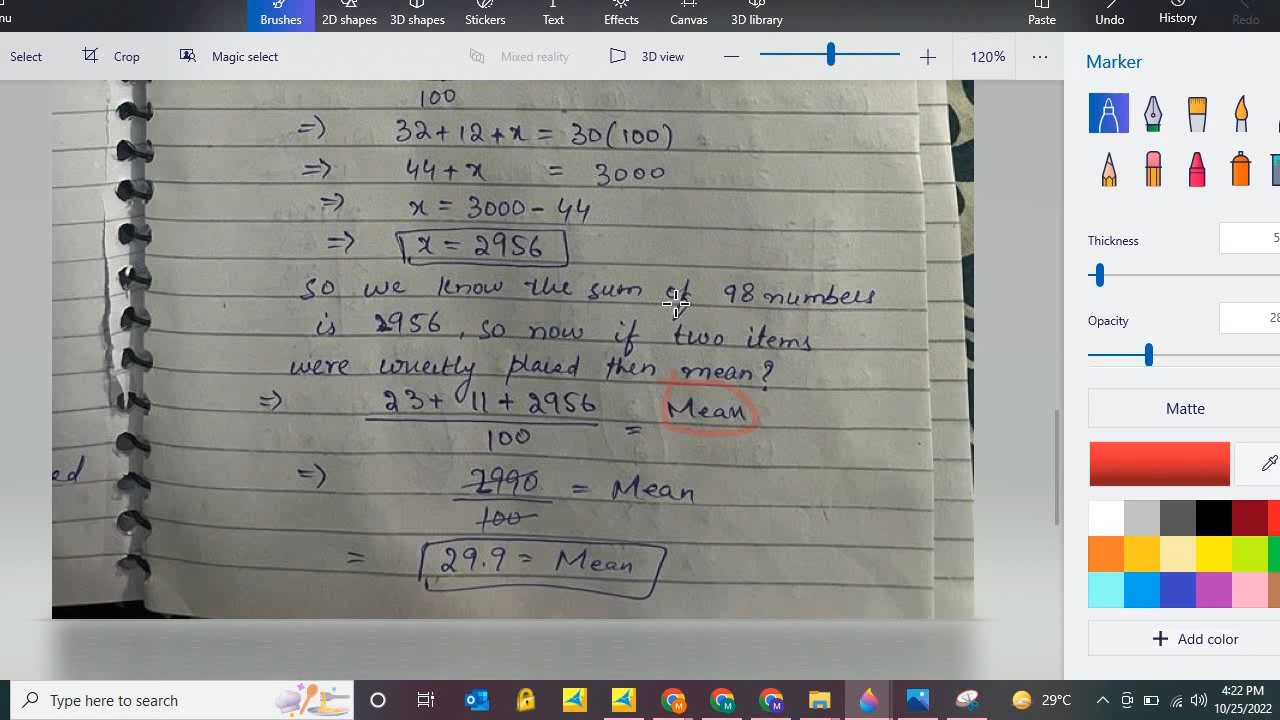 nu
Brushes
2D shapes
3D shapes
Stickers
Text
Effects
Canvas
3D library
Paste
Undo
History
Redo
Select
Crop
Magic select
Mixed reality
3D view
120%
Marker
Thickness
5
Opacity
28
Matte
Add color
100
=> 32+12+x = 30(100)
=> 44+x = 3000
=> x = 3000-44
=> x = 2956
so we know the sum of 98 numbers
is 2956, so now if two items
were correctly placed then mean?
=> 23+ 11+ 2956 = Mean
100
ed
=> 2990 = Mean
100
= 29.9 = Mean
Type here to search
29°C
4:22 PM
10/25/2022